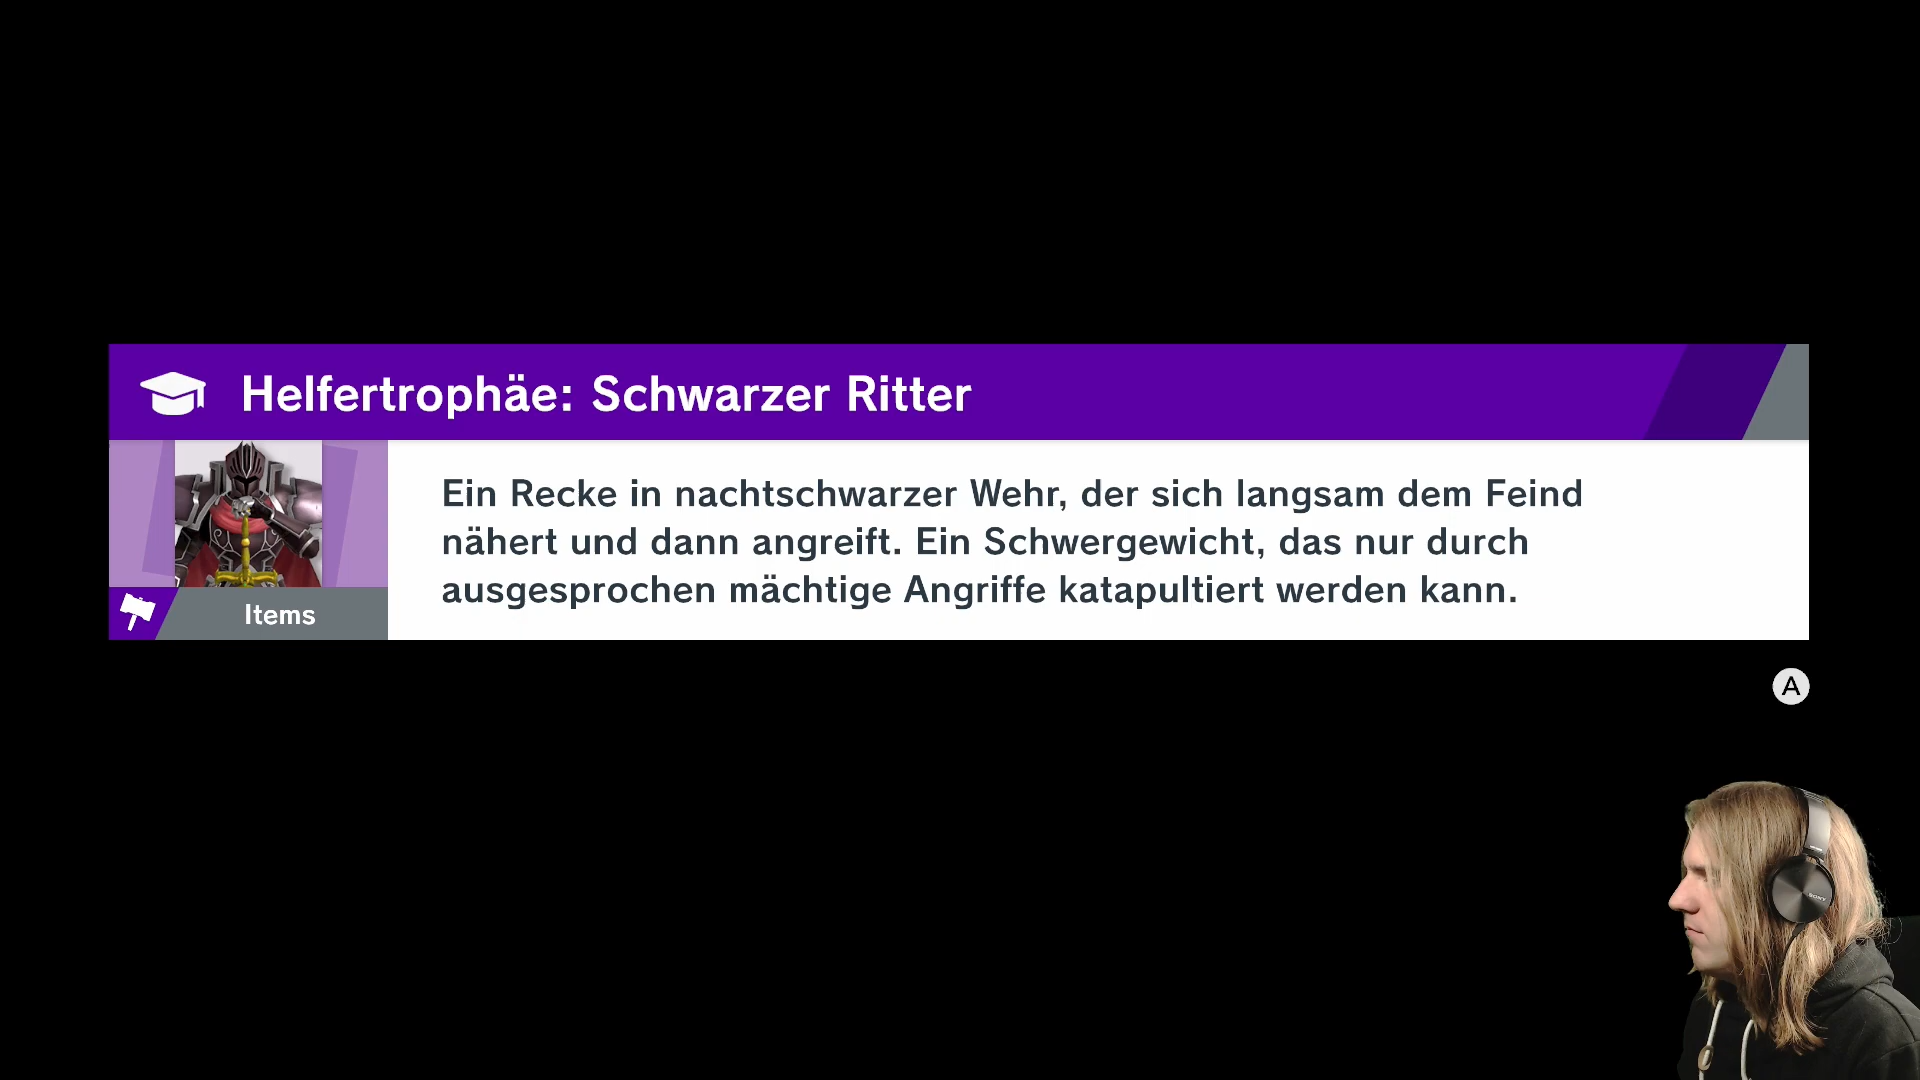 Helfertrophäe: Schwarzer Ritter
Ein Recke in nachtschwarzer Wehr, der sich langsam dem Feind
nähert und dann angreift. Ein Schwergewicht, das nur durch
ausgesprochen mächtige Angriffe katapultiert werden kann.
Items
A
SONY